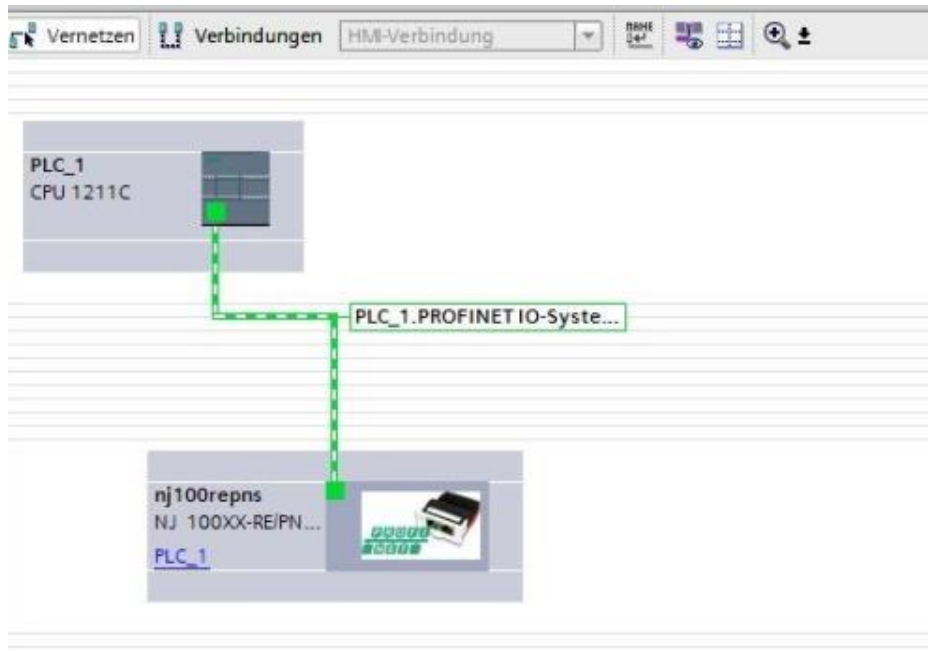 Vernetzen Verbindungen HMI-Verbindung
PLC_1
CPU 1211C
PLC_1.PROFINET IO-Syste...
nj100repns
NJ 100XX-RE/PN...
PLC_1